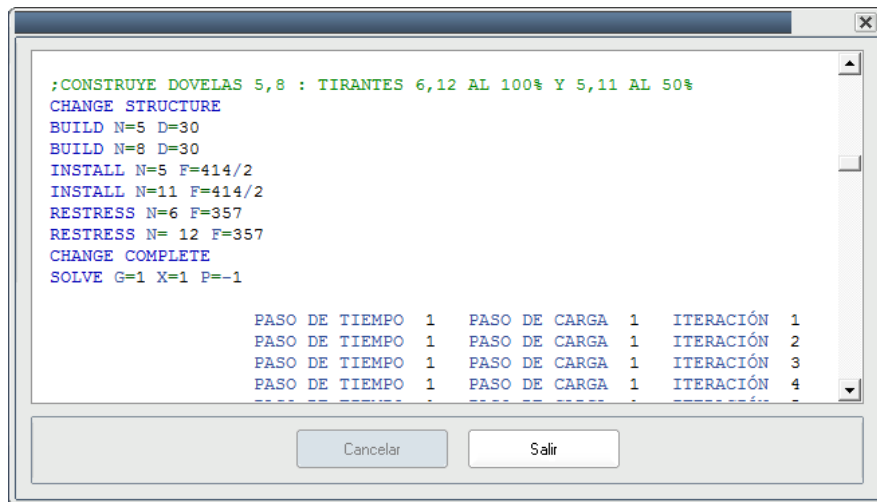 ;CONSTRUYE DOVELAS 5,8 : TIRANTES 6,12 AL 100% Y 5,11 AL 50%
CHANGE STRUCTURE
BUILD N=5 D=30
BUILD N=8 D=30
INSTALL N=5 F=414/2
INSTALL N=11 F=414/2
RESTRESS N=6 F=357
RESTRESS N= 12 F=357
CHANGE COMPLETE
SOLVE G=1 X=1 P=-1
PASO DE TIEMPO 1 PASO DE CARGA 1 ITERACIÓN 1
PASO DE TIEMPO 1 PASO DE CARGA 1 ITERACIÓN 2
PASO DE TIEMPO 1 PASO DE CARGA 1 ITERACIÓN 3
PASO DE TIEMPO 1 PASO DE CARGA 1 ITERACIÓN 4
Cancelar
Salir